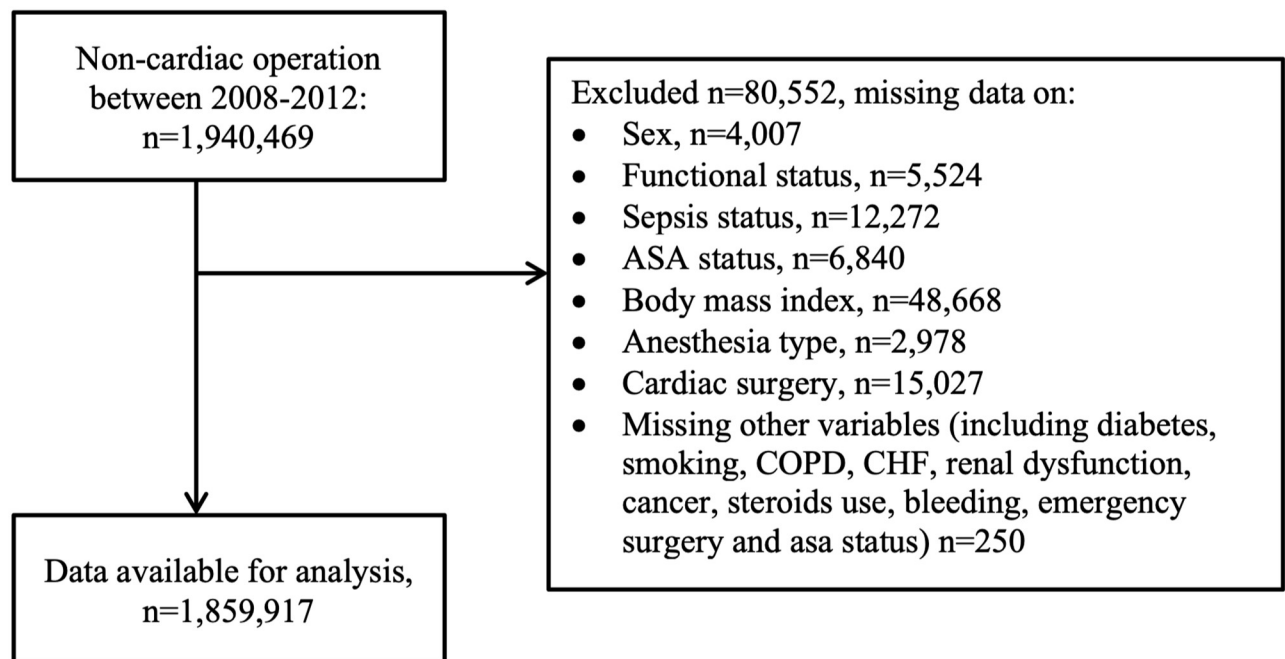 Non-cardiac operation
between 2008-2012:
n=1,940,469
Excluded n=80,552, missing data on:
• Sex, n=4,007
• Functional status, n=5,524
• Sepsis status, n=12,272
• ASA status, n=6,840
• Body mass index, n=48,668
• Anesthesia type, n=2,978
• Cardiac surgery, n=15,027
• Missing other variables (including diabetes,
smoking, COPD, CHF, renal dysfunction,
cancer, steroids use, bleeding, emergency
surgery and asa status) n=250
Data available for analysis,
n=1,859,917